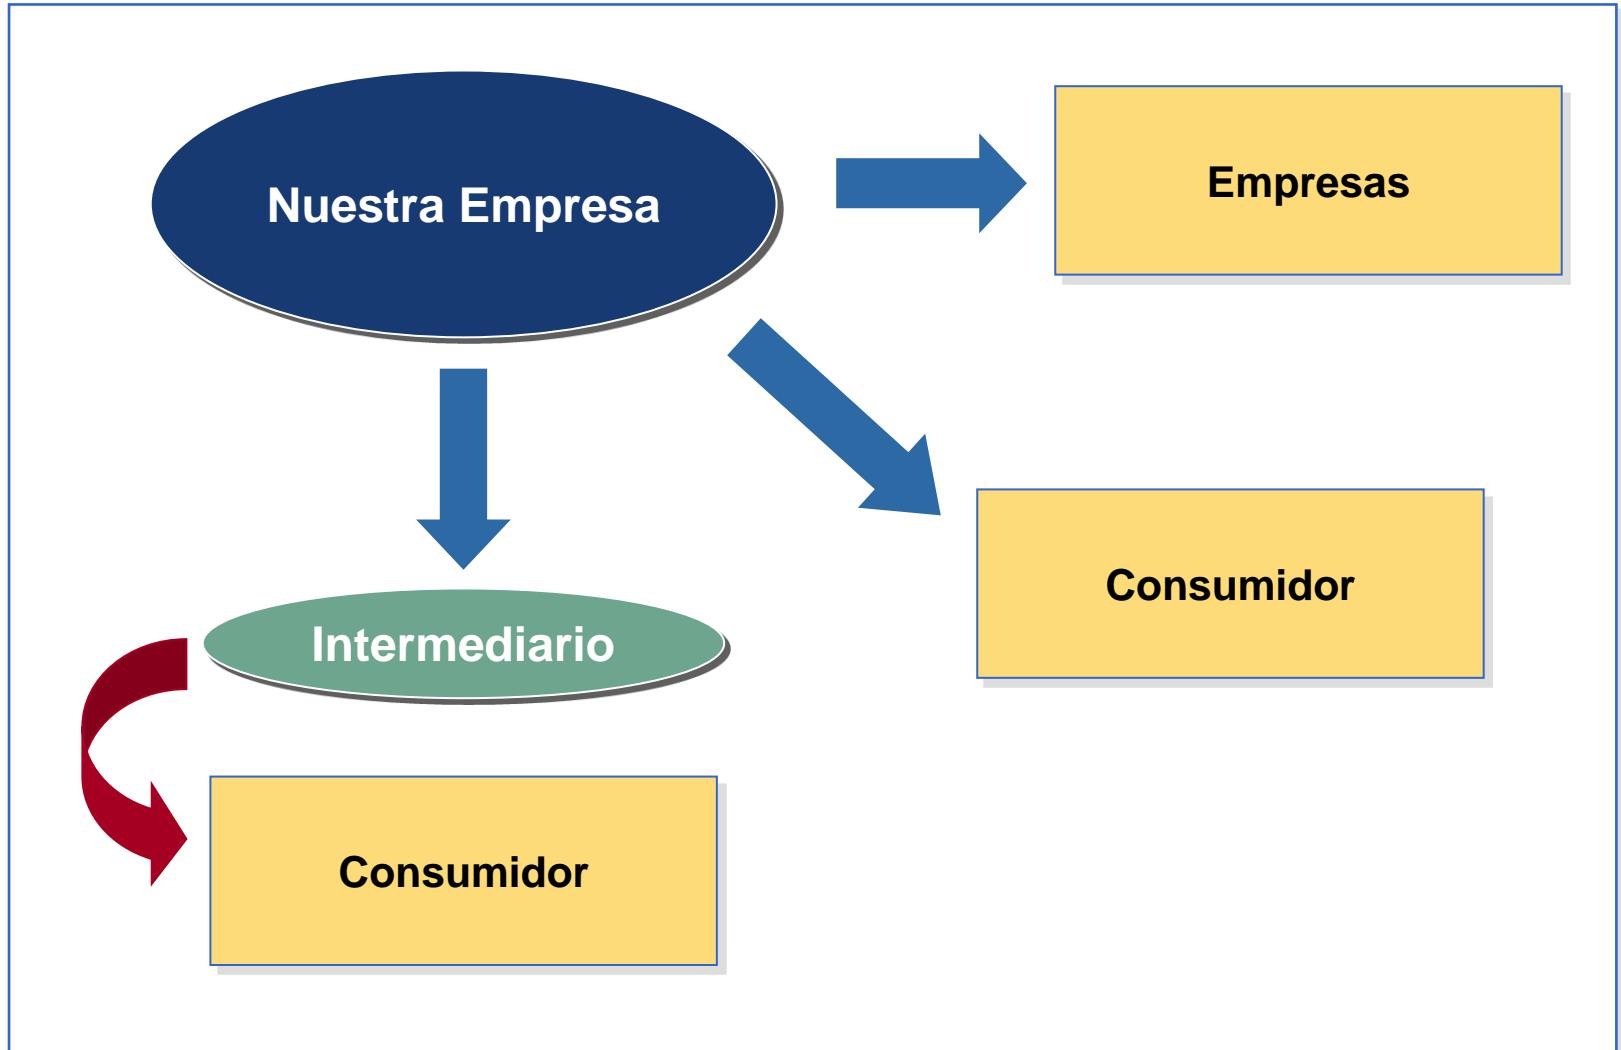 Nuestra Empresa
Empresas
Consumidor
Intermediario
Consumidor